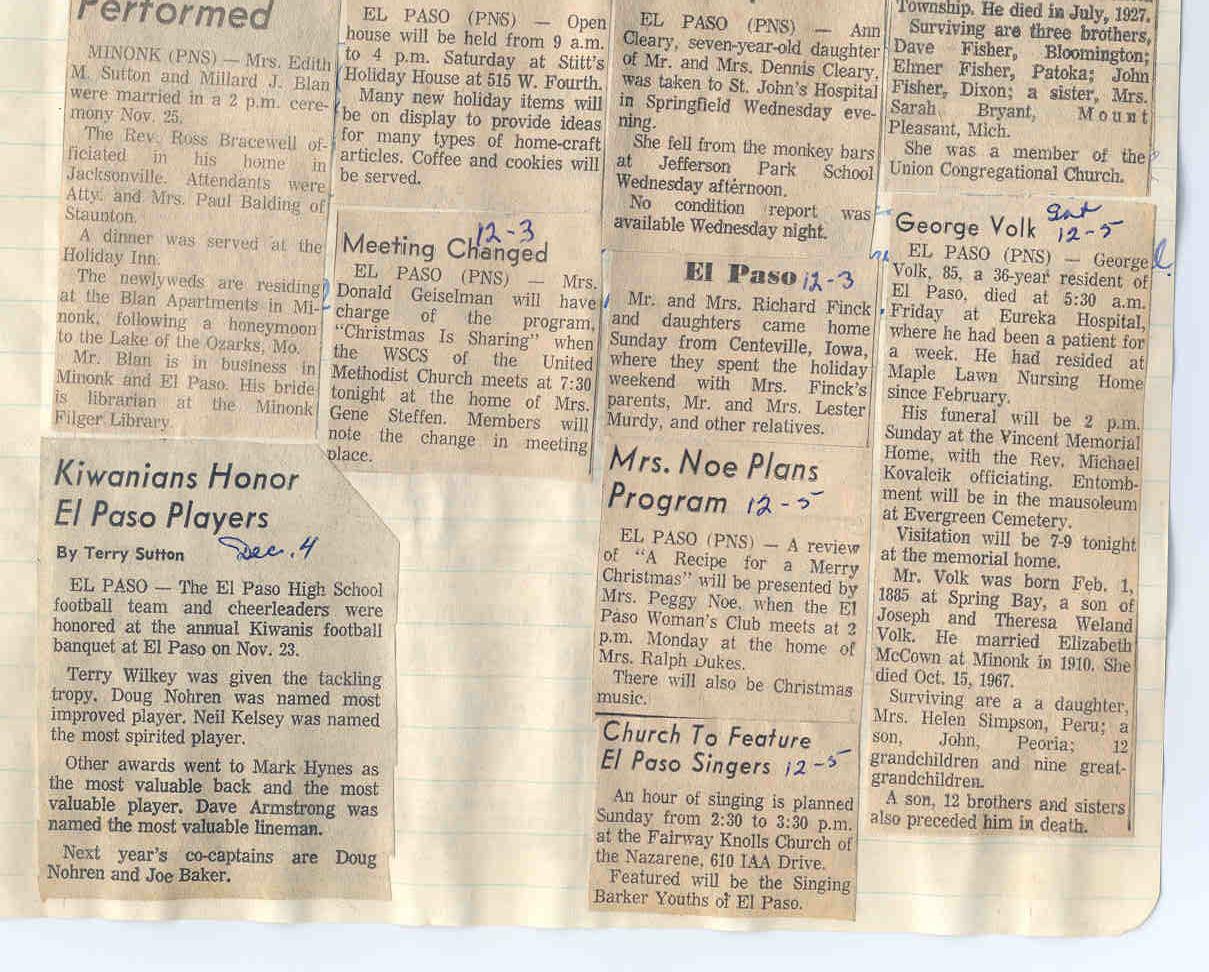 Performed
MINONK (PNS) — Mrs. Edith
M. Sutton and Millard J. Blan
were married in a 2 p.m. cere-
mony Nov. 25.
The Rev. Ross Bracewell of-
ficiated in his home in
Jacksonville. Attendants were
Atty. and Mrs. Paul Balding of
Staunton.
A dinner was served at the
Holiday Inn.
The newlyweds are residing
at the Blan Apartments in Mi-
nonk, following a honeymoon
to the Lake of the Ozarks, Mo.
Mr. Blan is in business in
Minonk and El Paso. His bride
is librarian at the Minonk
Filger Library.
Kiwanians Honor
El Paso Players
By Terry Sutton Dec. 4
EL PASO — The El Paso High School
football team and cheerleaders were
honored at the annual Kiwanis football
banquet at El Paso on Nov. 23.
Terry Wilkey was given the tackling
tropy. Doug Nohren was named most
improved player. Neil Kelsey was named
the most spirited player.
Other awards went to Mark Hynes as
the most valuable back and the most
valuable player. Dave Armstrong was
named the most valuable lineman.
Next year's co-captains are Doug
Nohren and Joe Baker.
EL PASO (PNS) — Open
house will be held from 9 a.m.
to 4 p.m. Saturday at Stitt's
Holiday House at 515 W. Fourth.
Many new holiday items will
be on display to provide ideas
for many types of home-craft
articles. Coffee and cookies will
be served.
12-3
Meeting Changed
EL PASO (PNS) — Mrs.
Donald Geiselman will have
charge of the program,
"Christmas Is Sharing" when
the WSCS of the United
Methodist Church meets at 7:30
tonight at the home of Mrs.
Gene Steffen. Members will
note the change in meeting
place.
EL PASO (PNS) — Ann
Cleary, seven-year-old daughter
of Mr. and Mrs. Dennis Cleary,
was taken to St. John's Hospital
in Springfield Wednesday eve-
ning.
She fell from the monkey bars
at Jefferson Park School
Wednesday afternoon.
No condition report was
available Wednesday night.
El Paso 12-3
Mr. and Mrs. Richard Finck
and daughters came home
Sunday from Centeville, Iowa,
where they spent the holiday
weekend with Mrs. Finck's
parents, Mr. and Mrs. Lester
Murdy, and other relatives.
Mrs. Noe Plans
Program 12-5
EL PASO (PNS) — A review
of "A Recipe for a Merry
Christmas" will be presented by
Mrs. Peggy Noe, when the El
Paso Woman's Club meets at 2
p.m. Monday at the home of
Mrs. Ralph Dukes.
There will also be Christmas
music.
Church To Feature
El Paso Singers 12-5
An hour of singing is planned
Sunday from 2:30 to 3:30 p.m.
at the Fairway Knolls Church of
the Nazarene, 610 IAA Drive.
Featured will be the Singing
Barker Youths of El Paso.
Township. He died in July, 1927.
Surviving are three brothers,
Dave Fisher, Bloomington;
Elmer Fisher, Patoka; John
Fisher, Dixon; a sister, Mrs.
Sarah Bryant, Mount
Pleasant, Mich.
She was a member of the
Union Congregational Church.
George Volk 12-5
EL PASO (PNS) — George
Volk, 85, a 36-year resident of
El Paso, died at 5:30 a.m.
Friday at Eureka Hospital,
where he had been a patient for
a week. He had resided at
Maple Lawn Nursing Home
since February.
His funeral will be 2 p.m.
Sunday at the Vincent Memorial
Home, with the Rev. Michael
Kovalcik officiating. Entomb-
ment will be in the mausoleum
at Evergreen Cemetery.
Visitation will be 7-9 tonight
at the memorial home.
Mr. Volk was born Feb. 1,
1885 at Spring Bay, a son of
Joseph and Theresa Weland
Volk. He married Elizabeth
McCown at Minonk in 1910. She
died Oct. 15, 1967.
Surviving are a a daughter,
Mrs. Helen Simpson, Peru; a
son, John, Peoria; 12
grandchildren and nine great-
grandchildren.
A son, 12 brothers and sisters
also preceded him in death.